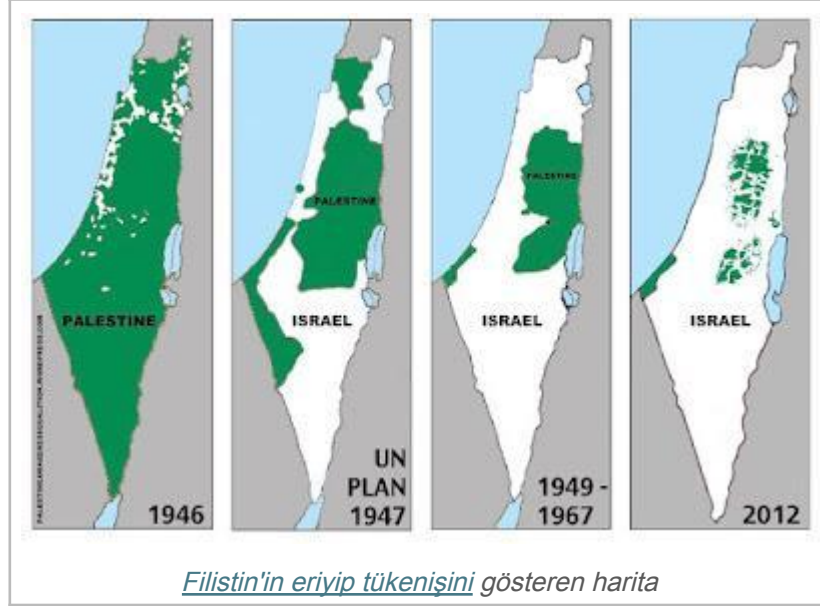 PALESTINE
1946
PALESTINE
ISRAEL
UN
PLAN
1947
PALESTINE
ISRAEL
1949 -
1967
ISRAEL
2012
Filistin'in eriyip tükenişini gösteren harita